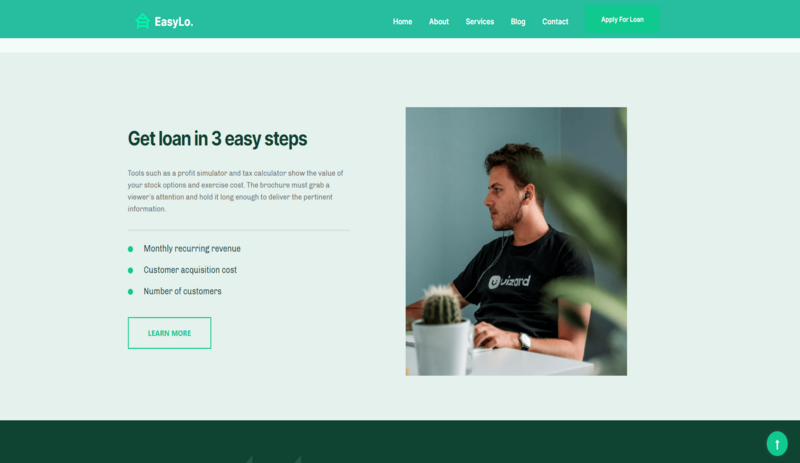 EasyLo.
Home About Services Blog Contact Apply For Loan
Get loan in 3 easy steps
Tools such as a profit simulator and tax calculator show the value of
your stock options and exercise cost. The brochure must grab a
viewer's attention and hold it long enough to deliver the pertinent
information.
Monthly recurring revenue
Customer acquisition cost
Number of customers
LEARN MORE
uizard